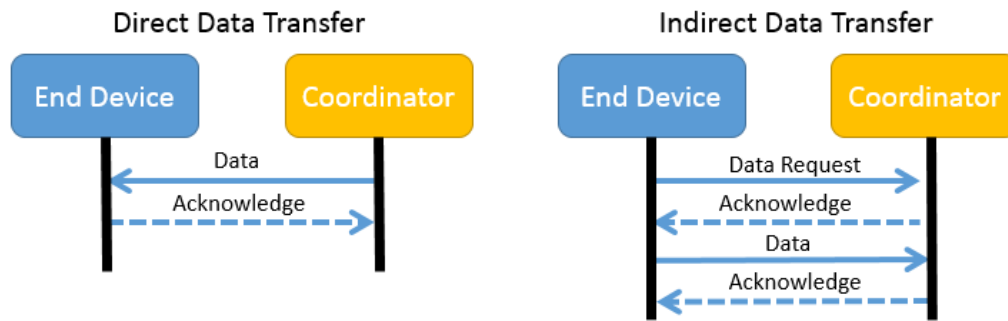 Direct Data Transfer
End Device
Coordinator
Data
Acknowledge
Indirect Data Transfer
End Device
Coordinator
Data Request
Acknowledge
Data
Acknowledge